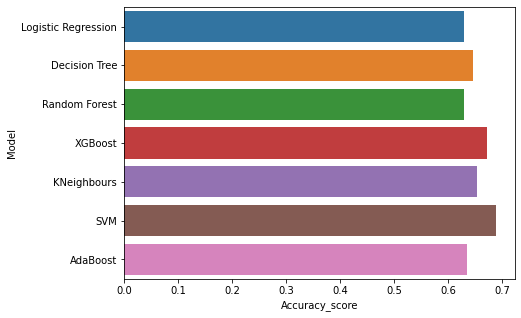 Model
Logistic Regression
Decision Tree
Random Forest
XGBoost
KNeighbours
SVM
AdaBoost
0.0 0.1 0.2 0.3 0.4 0.5 0.6 0.7
Accuracy_score